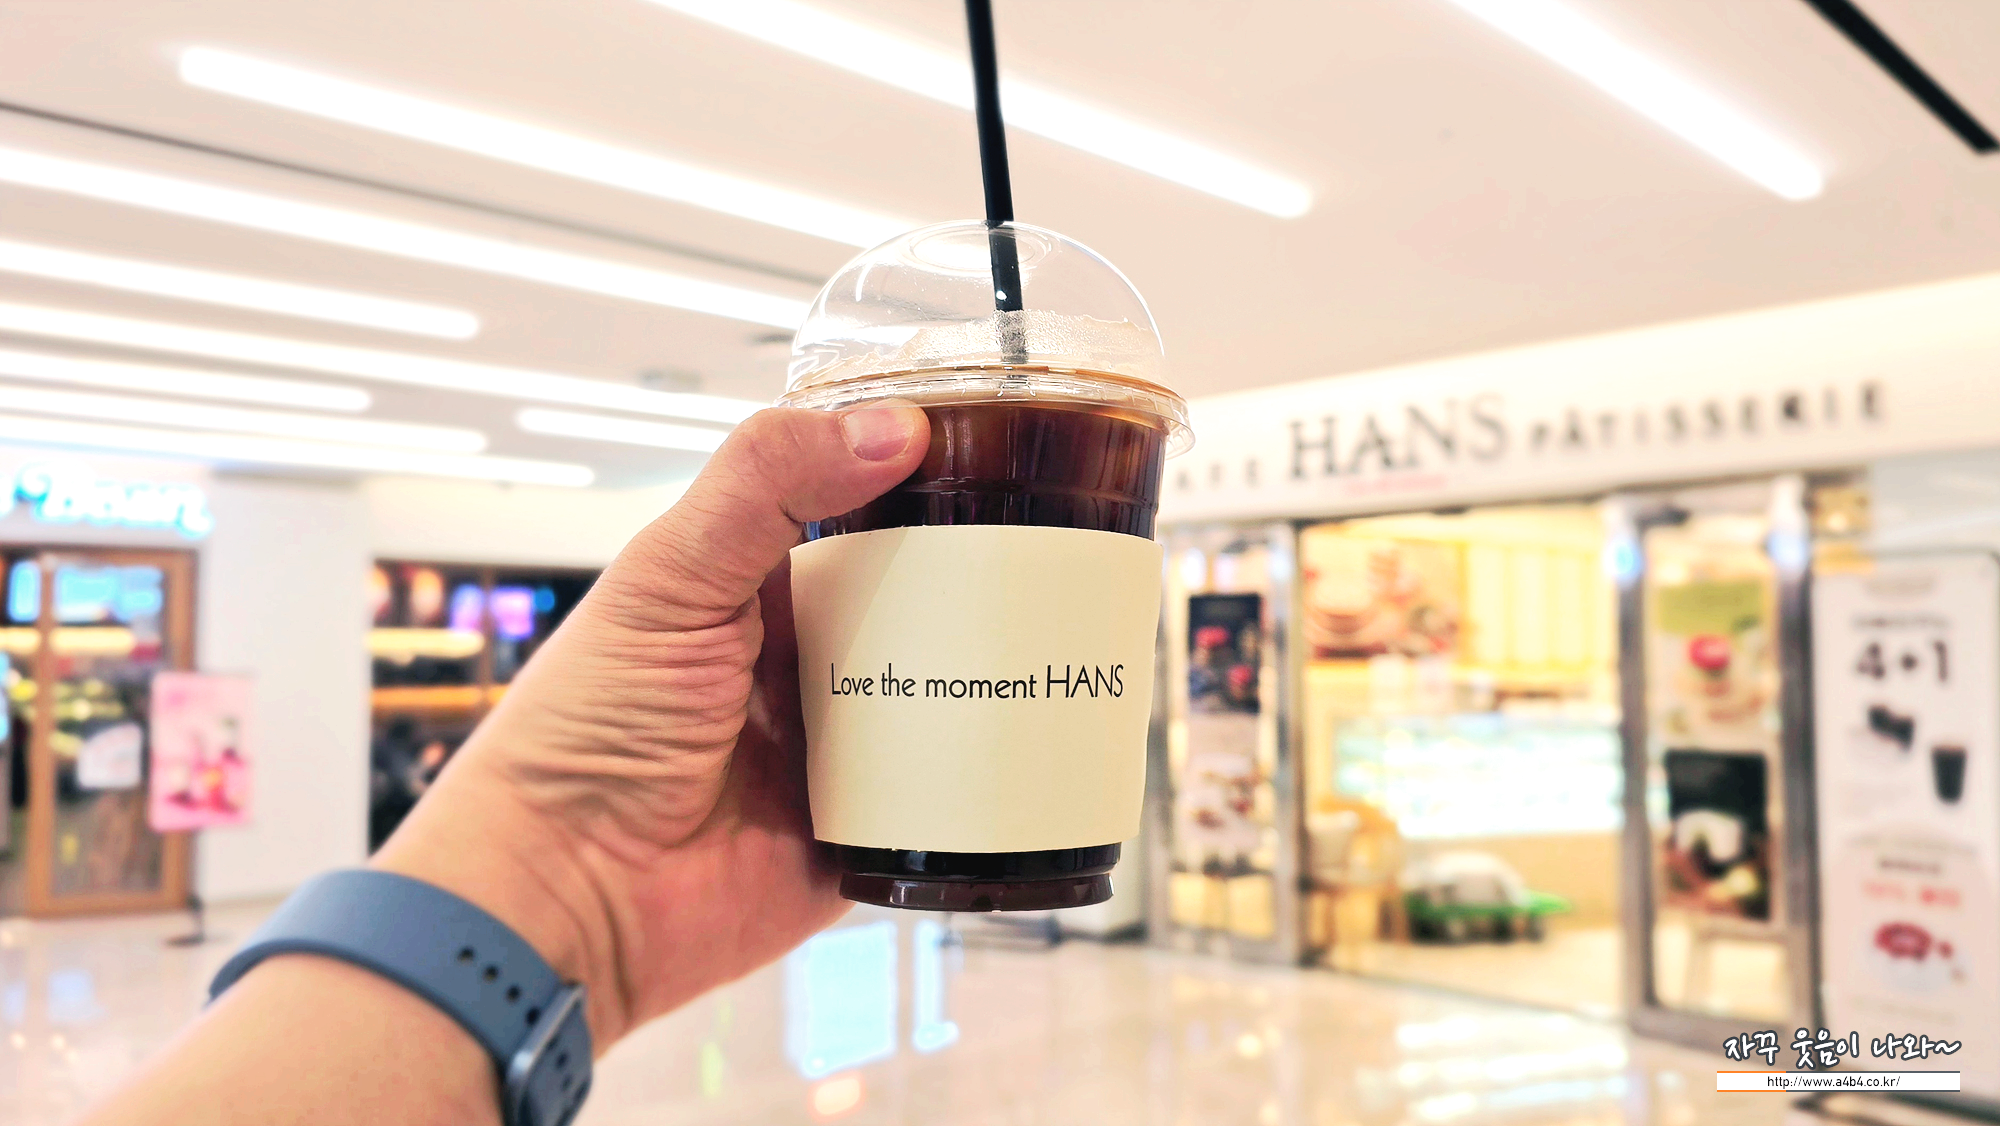 HANS PÂTISSERIE
4+1
Love the moment HANS
자꾸 웃음이 나와~
http://www.a4b4.co.kr/